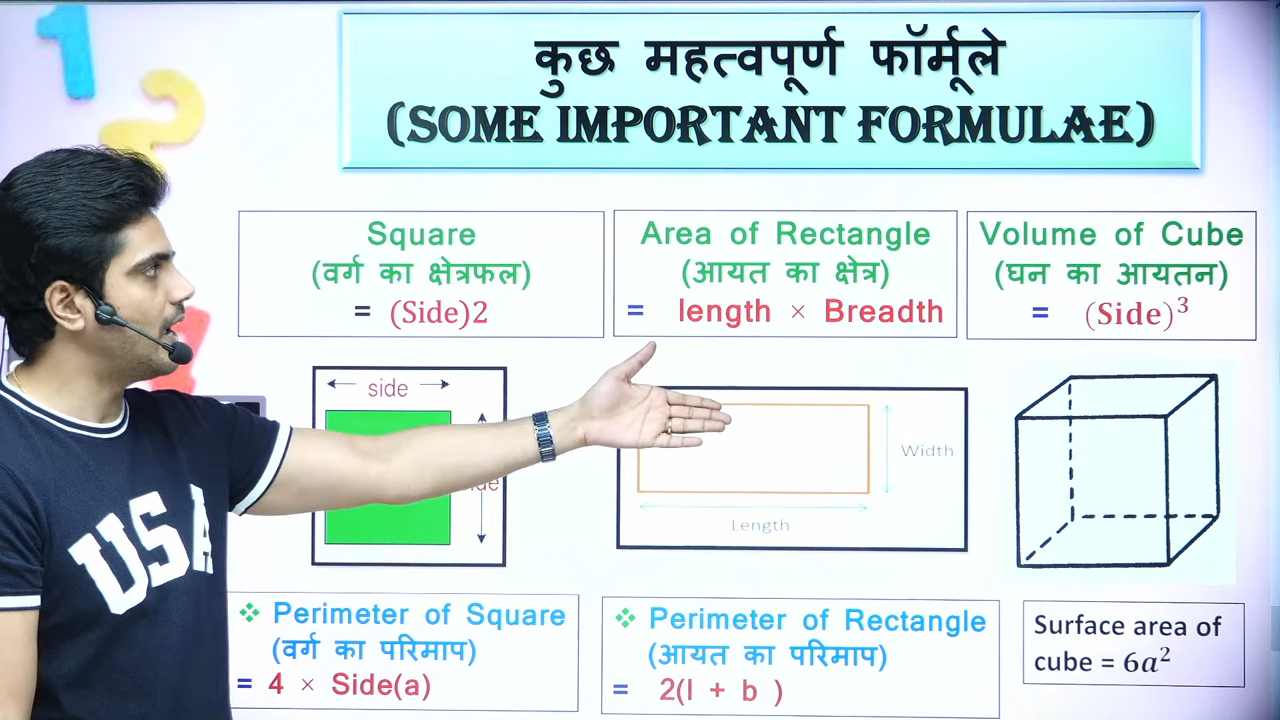 कुछ महत्वपूर्ण फॉर्मूले
(SOME IMPORTANT FORMULAE)
Square
(वर्ग का क्षेत्रफल)
= (Side)2
Area of Rectangle
(आयत का क्षेत्र)
= length × Breadth
Volume of Cube
(घन का आयतन)
= (Side)³
side
Width
Length
USA
❖ Perimeter of Square
(वर्ग का परिमाप)
= 4 × Side(a)
❖ Perimeter of Rectangle
(आयत का परिमाप)
= 2(l + b )
Surface area of
cube = 6a²
1
2